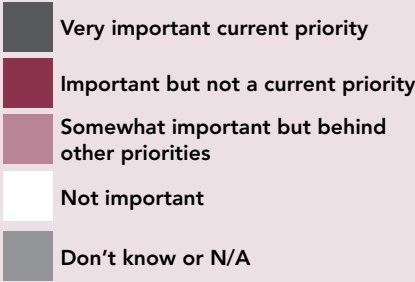 Very important current priority
Important but not a current priority
Somewhat important but behind
other priorities
Not important
Don’t know or N/A